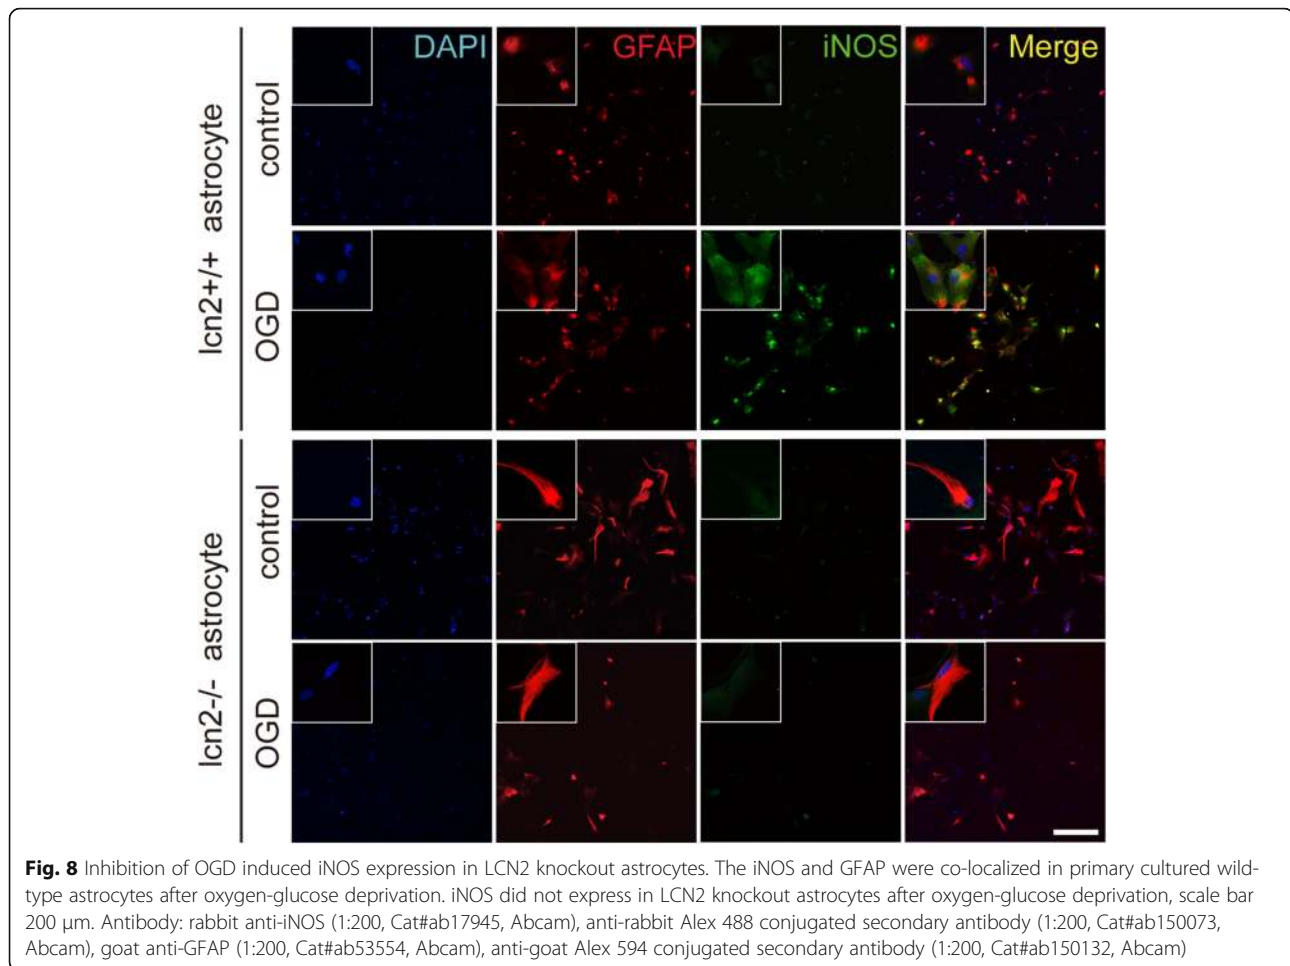 DAPI GFAP iNOS Merge
lcn2+/+ astrocyte
control
OGD
lcn2-/- astrocyte
control
OGD
Fig. 8 Inhibition of OGD induced iNOS expression in LCN2 knockout astrocytes. The iNOS and GFAP were co-localized in primary cultured wild-
type astrocytes after oxygen-glucose deprivation. iNOS did not express in LCN2 knockout astrocytes after oxygen-glucose deprivation, scale bar
200 μm. Antibody: rabbit anti-iNOS (1:200, Cat#ab17945, Abcam), anti-rabbit Alex 488 conjugated secondary antibody (1:200, Cat#ab150073,
Abcam), goat anti-GFAP (1:200, Cat#ab53554, Abcam), anti-goat Alex 594 conjugated secondary antibody (1:200, Cat#ab150132, Abcam)